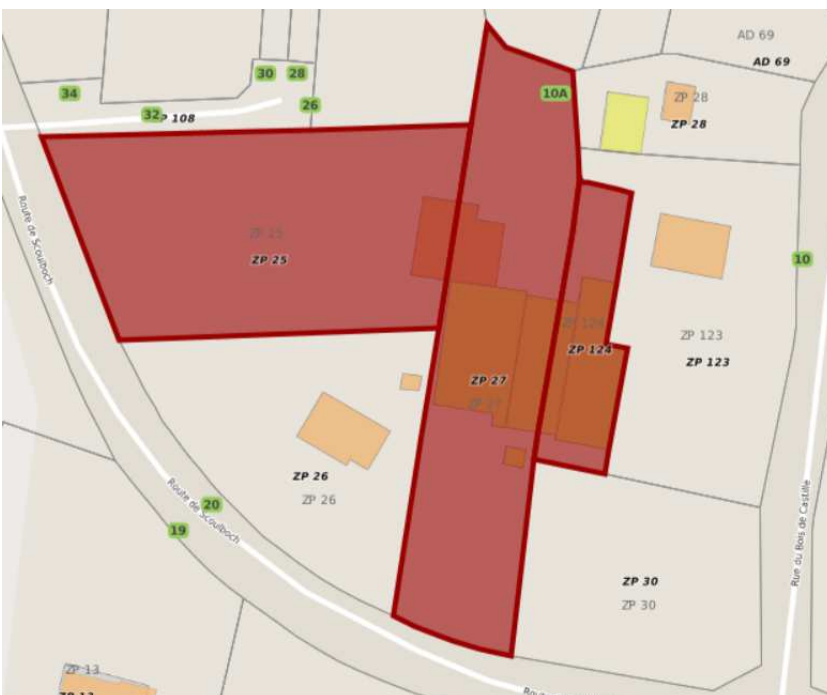 AD 69
AD 69
34
30
28
10A
32
P 108
26
ZP 28
ZP 28
Route de Scoulboch
ZP 25
ZP 25
10
ZP 124
ZP 124
ZP 123
ZP 123
ZP 27
ZP 27
ZP 26
ZP 26
Route de Scoulboch
20
19
Rue du Bois de Castille
ZP 30
ZP 30
ZP 13
ZP 13